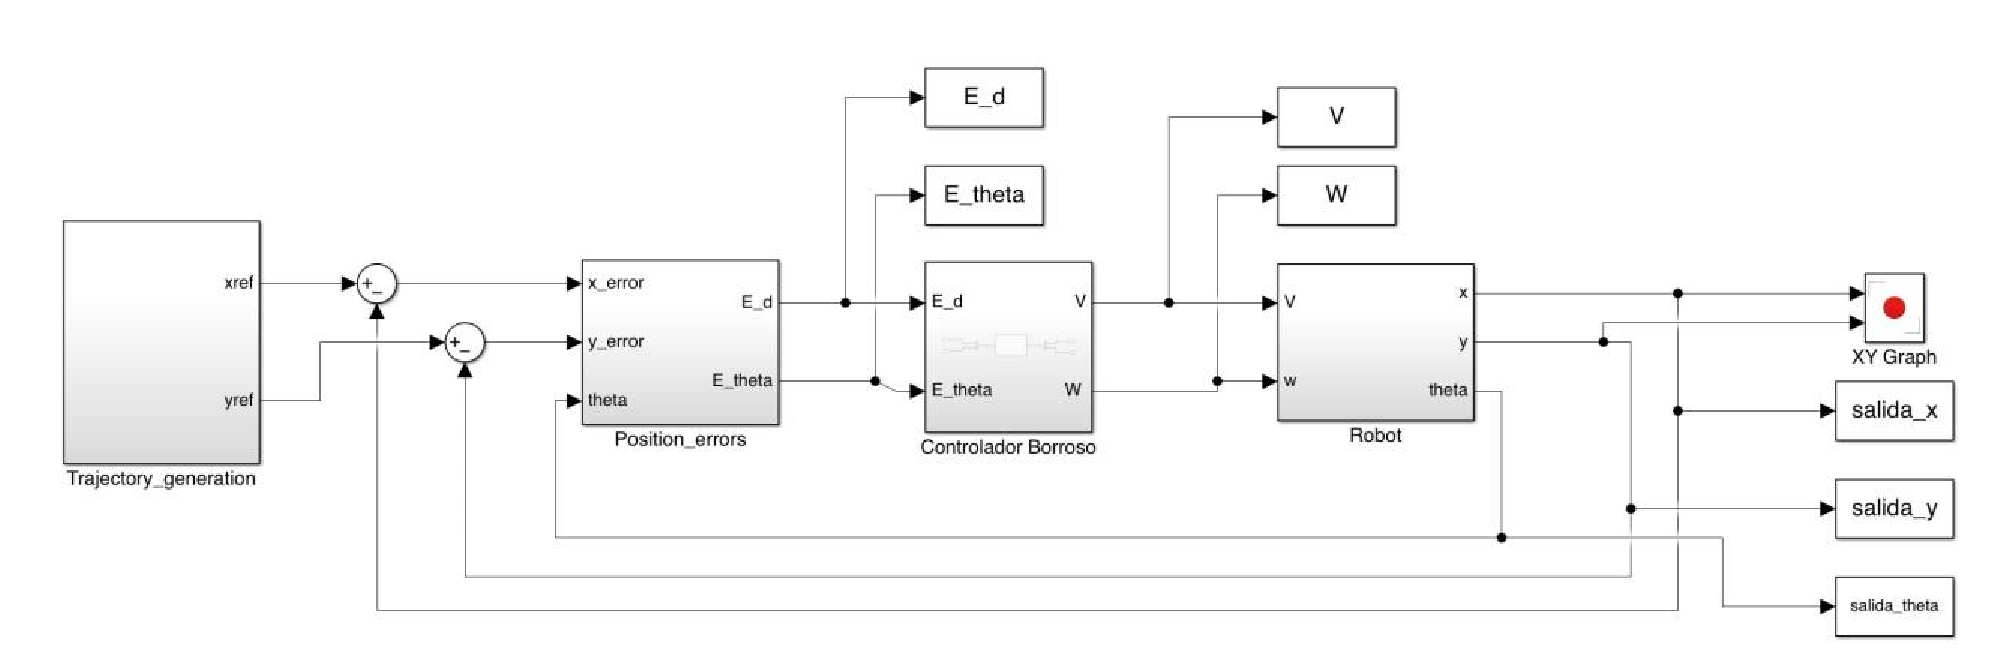 E_d
V
E_theta
W
xref
yref
Trajectory_generation
+
_
+
_
x_error
y_error
theta
E_d
E_theta
Position_errors
E_d
E_theta
V
W
Controlador Borroso
V
w
x
y
theta
Robot
XY Graph
salida_x
salida_y
salida_theta